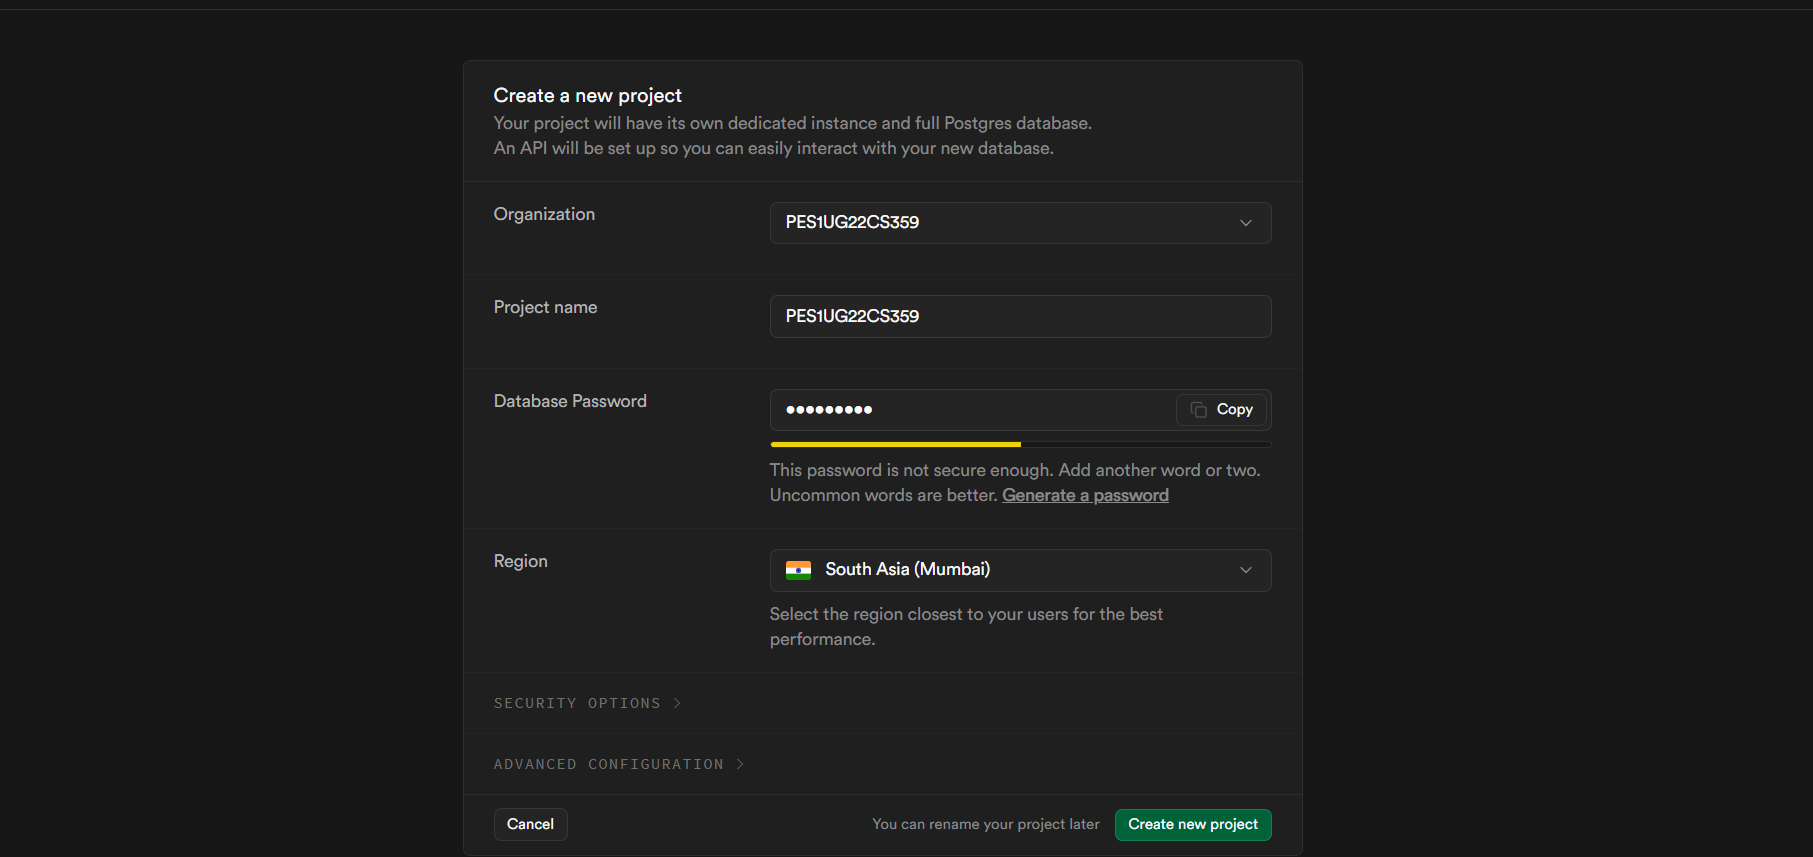 Create a new project
Your project will have its own dedicated instance and full Postgres database.
An API will be set up so you can easily interact with your new database.
Organization
PES1UG22CS359
Project name
PES1UG22CS359
Database Password
•••••••••
Copy
This password is not secure enough. Add another word or two.
Uncommon words are better. Generate a password
Region
South Asia (Mumbai)
Select the region closest to your users for the best
performance.
SECURITY OPTIONS
ADVANCED CONFIGURATION
Cancel
You can rename your project later
Create new project